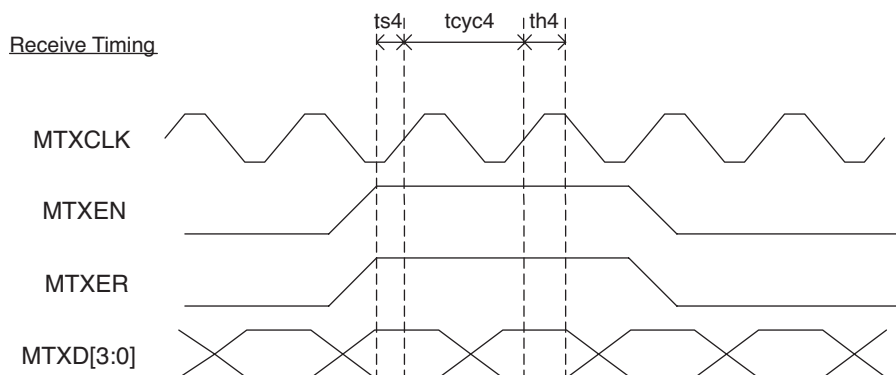 ts4 tcyc4 th4
Receive Timing
MTXCLK
MTXEN
MTXER
MTXD[3:0]